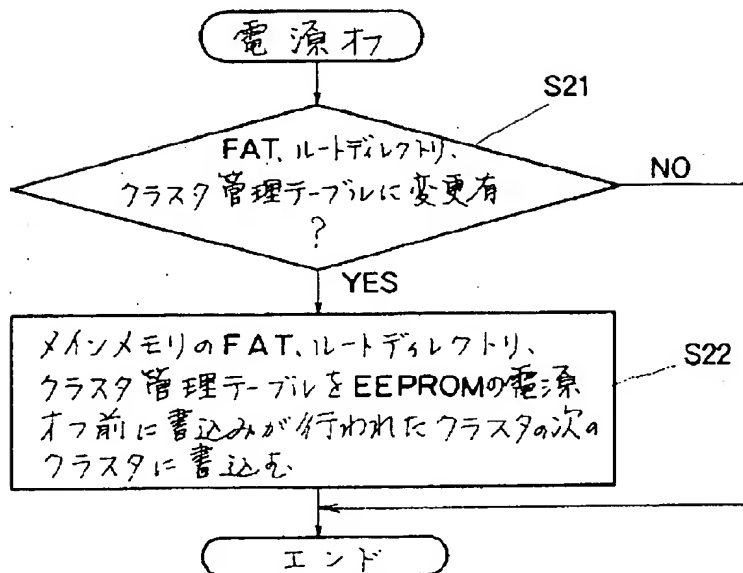 電源オフ
S21
FAT、ルートディレクトリ、
クラスタ管理テーブルに変更有
?
NO
YES
メインメモリのFAT、ルートディレクトリ、
クラスタ管理テーブルをEEPROMの電源
オフ前に書込みが行われたクラスタの次の
クラスタに書込む
S22
エンド